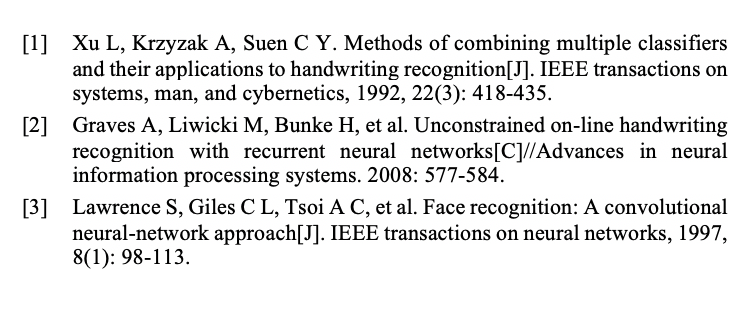 [1] Xu L, Krzyzak A, Suen C Y. Methods of combining multiple classifiers
and their applications to handwriting recognition[J]. IEEE transactions on
systems, man, and cybernetics, 1992, 22(3): 418-435.
[2] Graves A, Liwicki M, Bunke H, et al. Unconstrained on-line handwriting
recognition with recurrent neural networks[C]//Advances in neural
information processing systems. 2008: 577-584.
[3] Lawrence S, Giles C L, Tsoi A C, et al. Face recognition: A convolutional
neural-network approach[J]. IEEE transactions on neural networks, 1997,
8(1): 98-113.